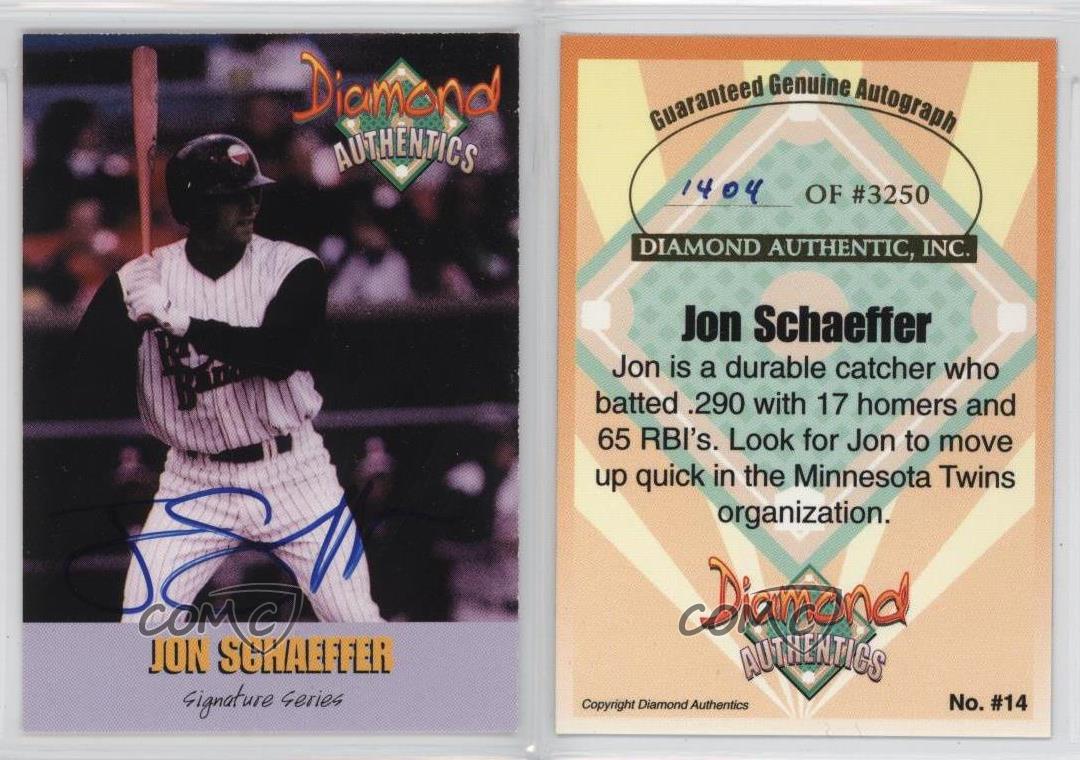 Diamond
AUTHENTICS
JON SCHAEFFER
Signature Series
COMC
Guaranteed Genuine Autograph
1404 OF #3250
DIAMOND AUTHENTIC, INC.
Jon Schaeffer
Jon is a durable catcher who
batted .290 with 17 homers and
65 RBI's. Look for Jon to move
up quick in the Minnesota Twins
organization.
Diamond
AUTHENTICS
COMC
Copyright Diamond Authentics
No. #14